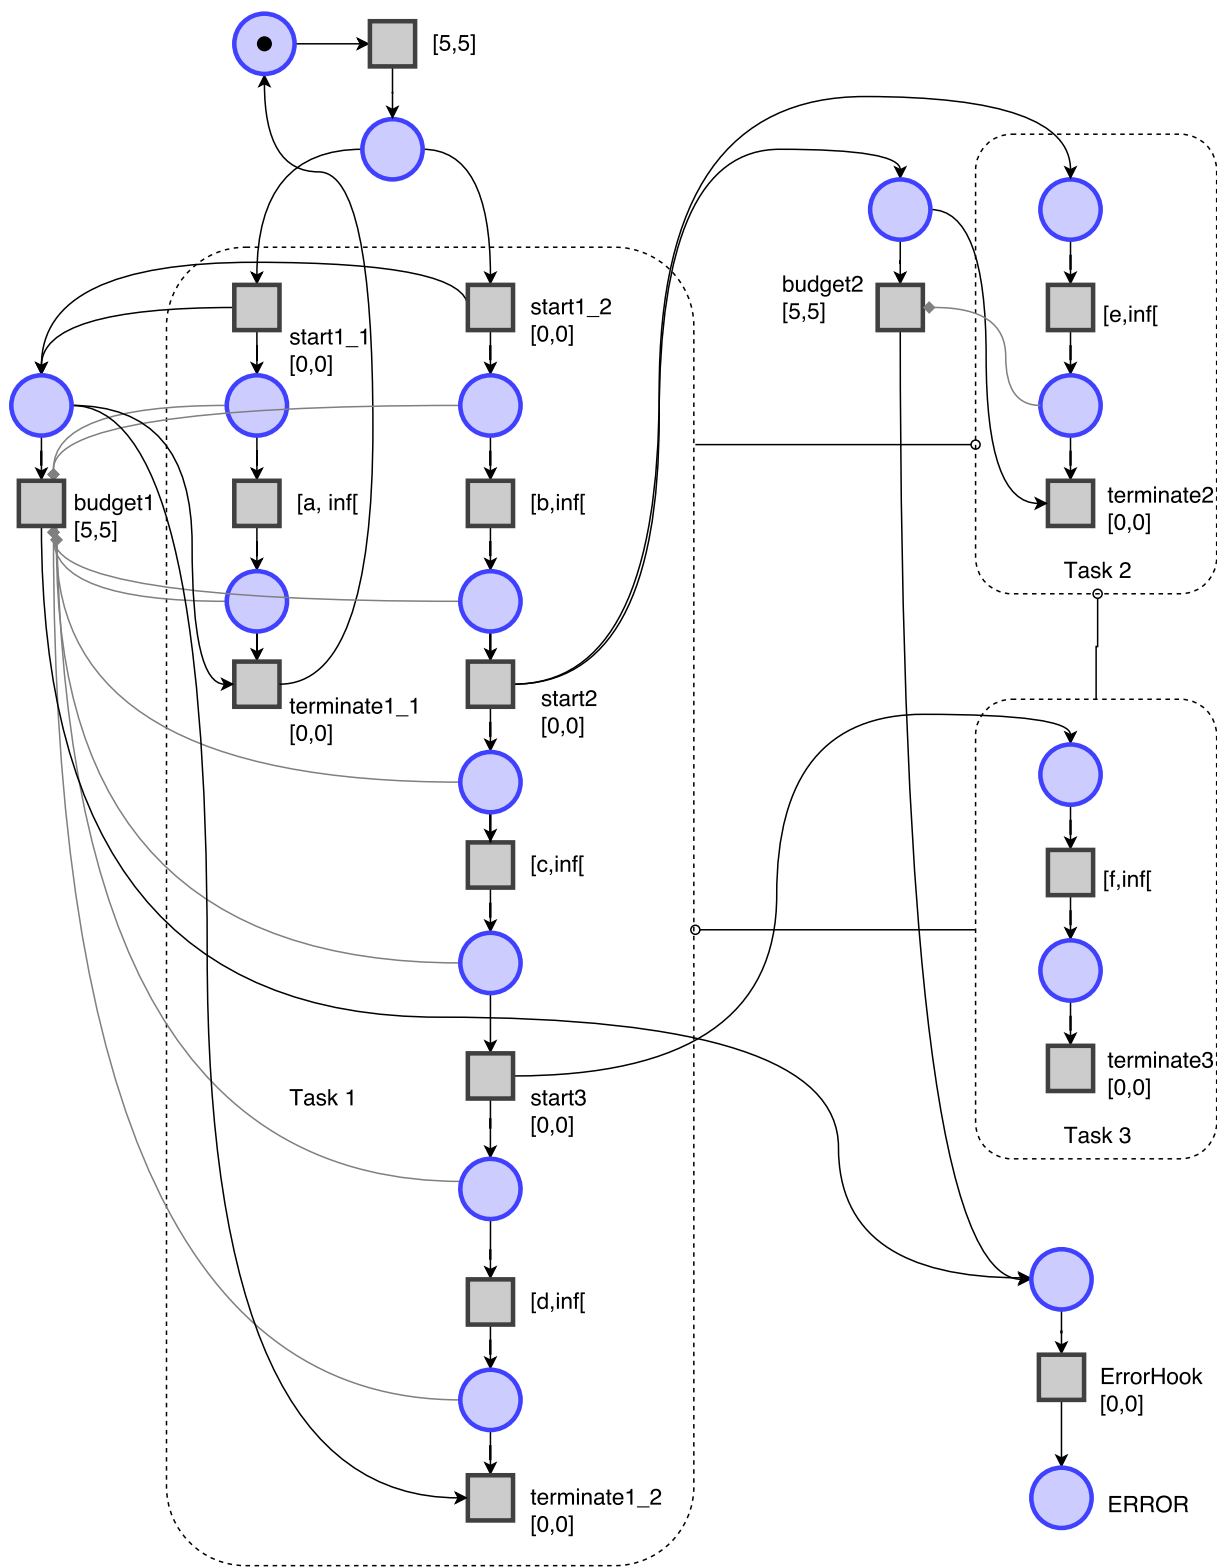 [5,5]
budget2
[5,5]
start1_2
[0,0]
[e,inf[
start1_1
[0,0]
budget1
[5,5]
[a, inf[
[b,inf[
terminate2
[0,0]
Task 2
start2
[0,0]
terminate1_1
[0,0]
[c,inf[
[f,inf[
Task 1
start3
[0,0]
terminate3
[0,0]
Task 3
[d,inf[
ErrorHook
[0,0]
terminate1_2
[0,0]
ERROR